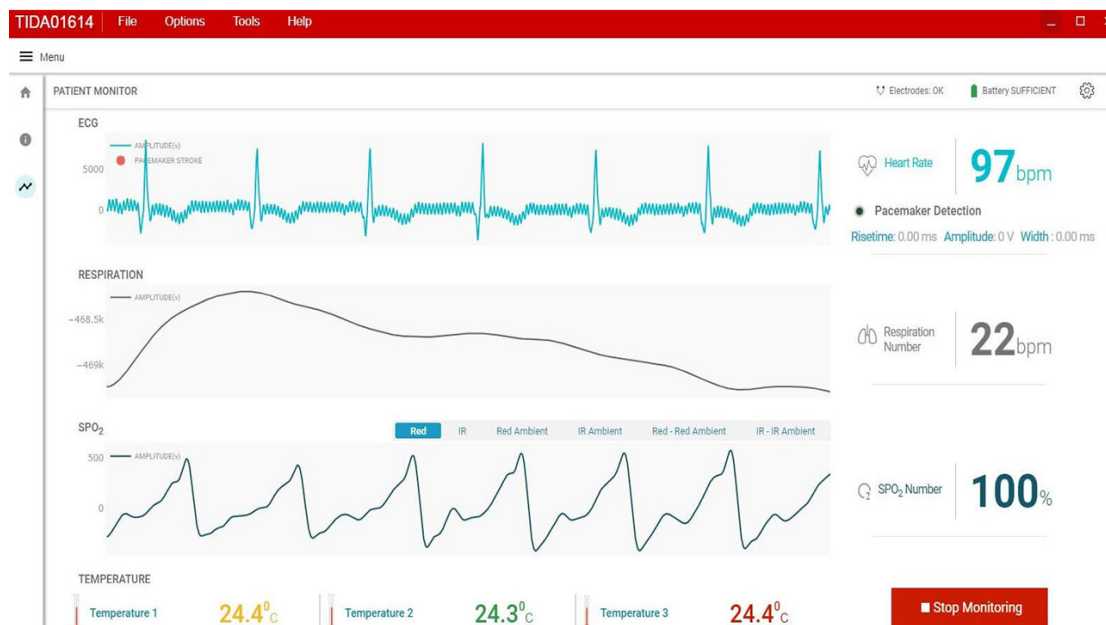 TIDA01614 File Options Tools Help
Menu
PATIENT MONITOR Electrodes: OK Battery SUFFICIENT
ECG
AMPLITUDE(v)
PACEMAKER STROKE
5000
0
Heart Rate 97bpm
Pacemaker Detection
Risetime: 0.00 ms Amplitude: 0 V Width : 0.00 ms
RESPIRATION
AMPLITUDE(v)
−468.5k
−469k
Respiration
Number
22bpm
SPO2
Red IR Red Ambient IR Ambient Red - Red Ambient IR - IR Ambient
500 AMPLITUDE(v)
0
SPO2 Number 100%
TEMPERATURE
Temperature 1 24.4⁰C Temperature 2 24.3⁰C Temperature 3 24.4⁰C
Stop Monitoring